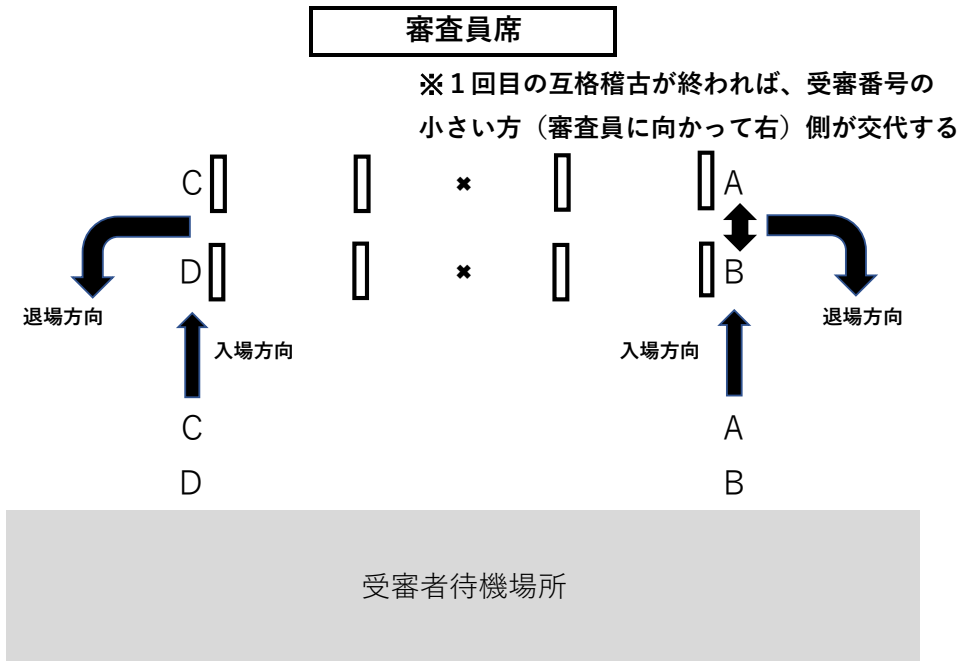 審査員席
※１回目の互格稽古が終われば、受審番号の
小さい方（審査員に向かって右）側が交代する
C A
D B
退場方向 退場方向
入場方向 入場方向
C A
D B
受審者待機場所